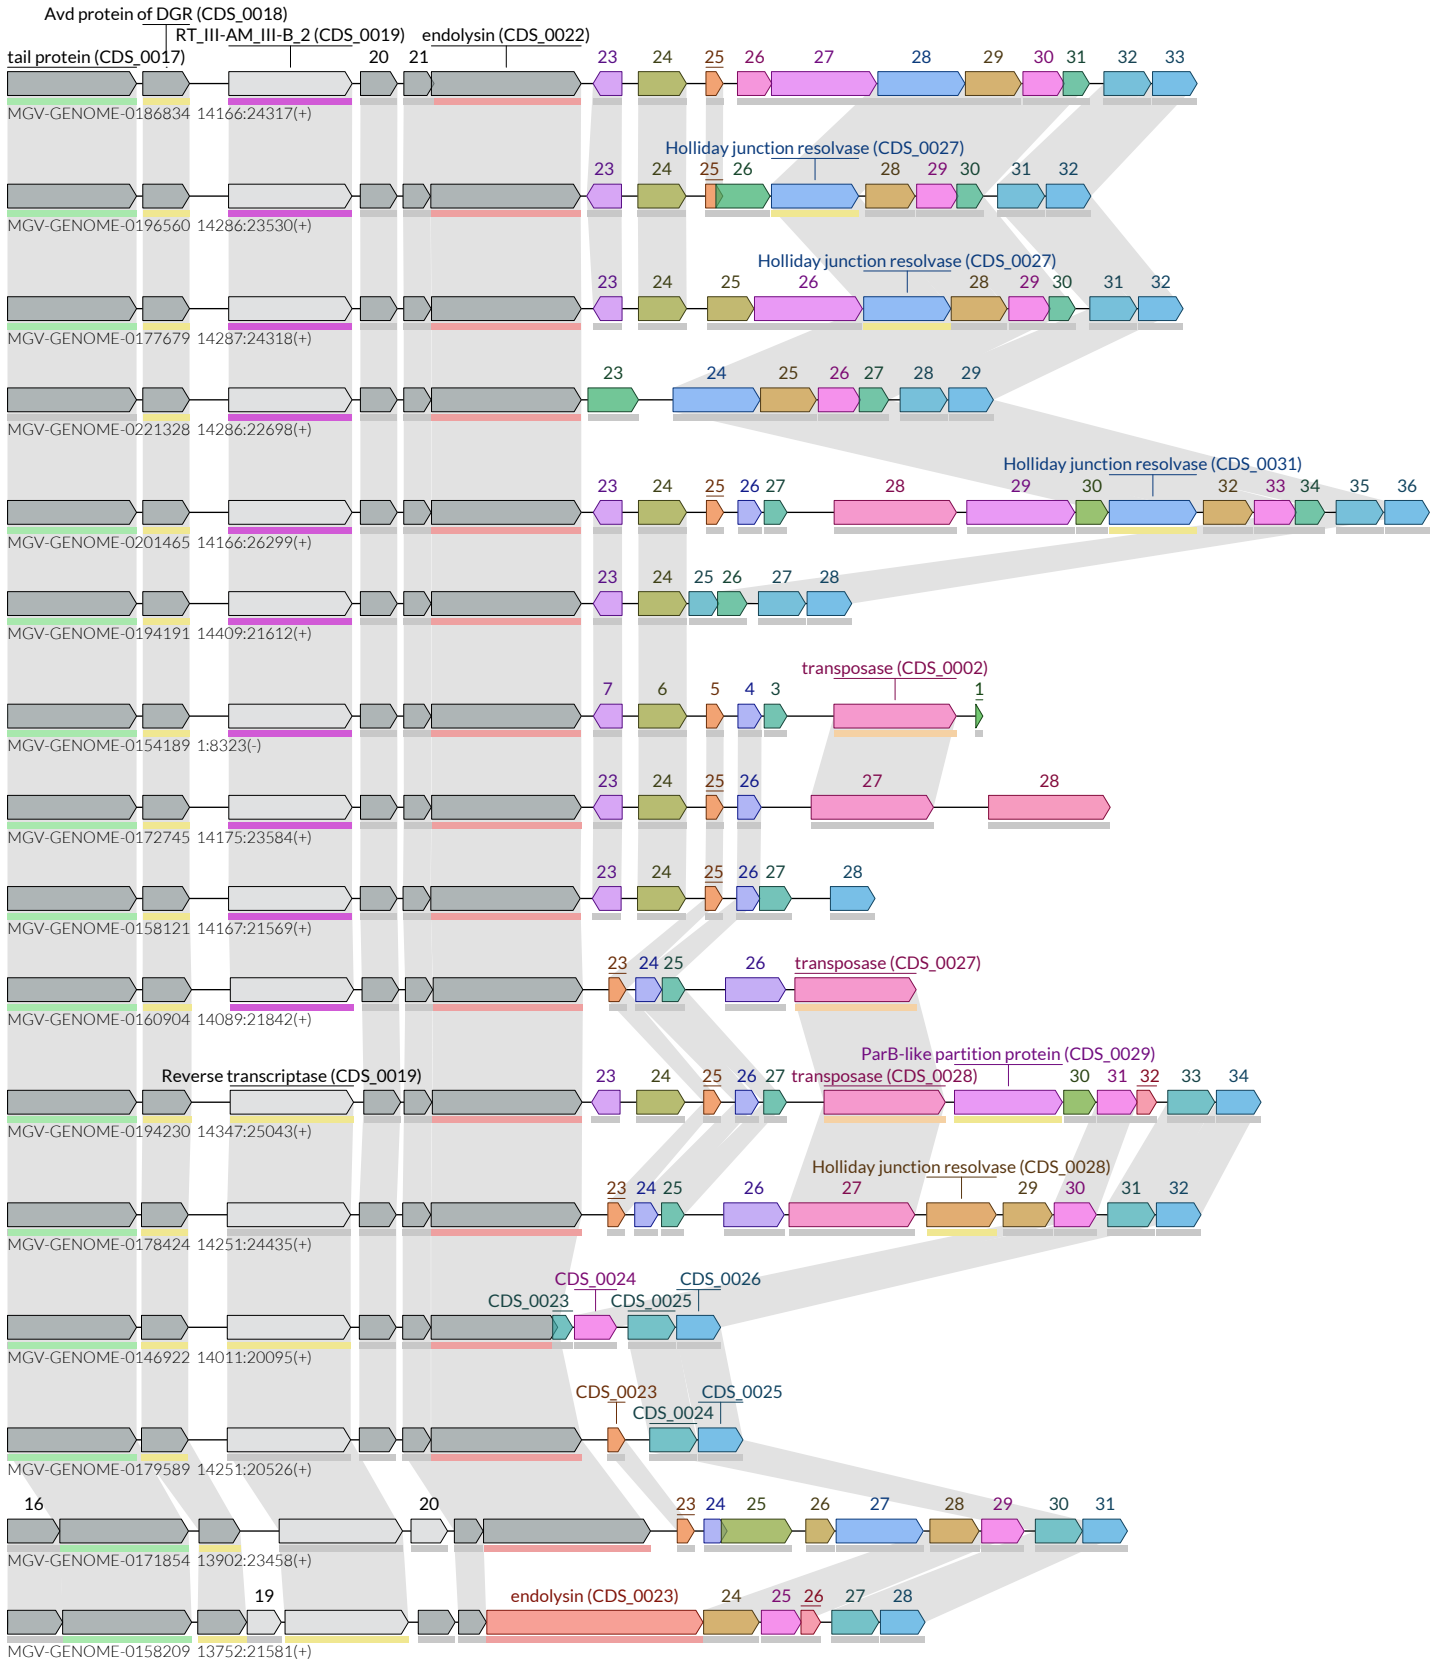 Avd protein of DGR (CDS_0018)
RT_III-AM_III-B_2 (CDS_0019) endolysin (CDS_0022)
tail protein (CDS_0017) 20 21 23 24 25 26 27 28 29 30 31 32 33
MGV-GENOME-0186834 14166:24317(+)
Holliday junction resolvase (CDS_0027)
23 24 25 26 28 29 30 31 32
MGV-GENOME-0196560 14286:23530(+)
Holliday junction resolvase (CDS_0027)
23 24 25 26 28 29 30 31 32
MGV-GENOME-0177679 14287:24318(+)
23 24 25 26 27 28 29
MGV-GENOME-0221328 14286:22698(+)
Holliday junction resolvase (CDS_0031)
23 24 25 26 27 28 29 30 32 33 34 35 36
MGV-GENOME-0201465 14166:26299(+)
23 24 25 26 27 28
MGV-GENOME-0194191 14409:21612(+)
transposase (CDS_0002)
7 6 5 4 3 1
MGV-GENOME-0154189 1:8323(-)
23 24 25 26 27 28
MGV-GENOME-0172745 14175:23584(+)
23 24 25 26 27 28
MGV-GENOME-0158121 14167:21569(+)
23 24 25 26 transposase (CDS_0027)
MGV-GENOME-0160904 14089:21842(+)
ParB-like partition protein (CDS_0029)
Reverse transcriptase (CDS_0019) 23 24 25 26 27 transposase (CDS_0028) 30 31 32 33 34
MGV-GENOME-0194230 14347:25043(+)
Holliday junction resolvase (CDS_0028)
23 24 25 26 27 29 30 31 32
MGV-GENOME-0178424 14251:24435(+)
CDS_0024 CDS_0026
CDS_0023 CDS_0025
MGV-GENOME-0146922 14011:20095(+)
CDS_0023 CDS_0025
CDS_0024
MGV-GENOME-0179589 14251:20526(+)
16 20 23 24 25 26 27 28 29 30 31
MGV-GENOME-0171854 13902:23458(+)
19 endolysin (CDS_0023) 24 25 26 27 28
MGV-GENOME-0158209 13752:21581(+)